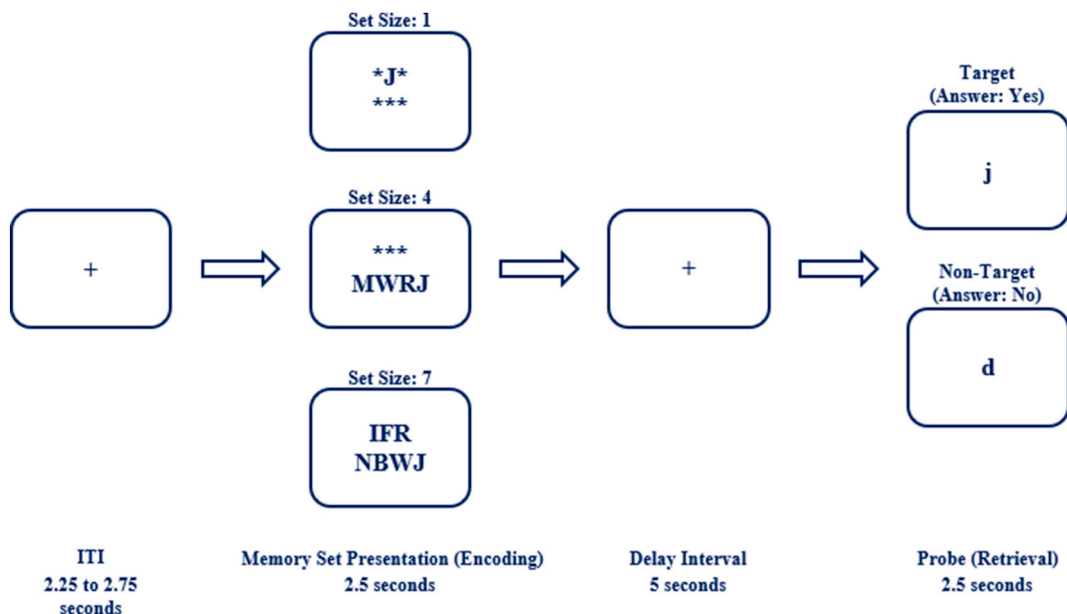 Set Size: 1
*J*
***
Target
(Answer: Yes)
j
Set Size: 4
+
***
MWRJ
+
Non-Target
(Answer: No)
d
Set Size: 7
IFR
NBWJ
ITI
2.25 to 2.75
seconds
Memory Set Presentation (Encoding)
2.5 seconds
Delay Interval
5 seconds
Probe (Retrieval)
2.5 seconds